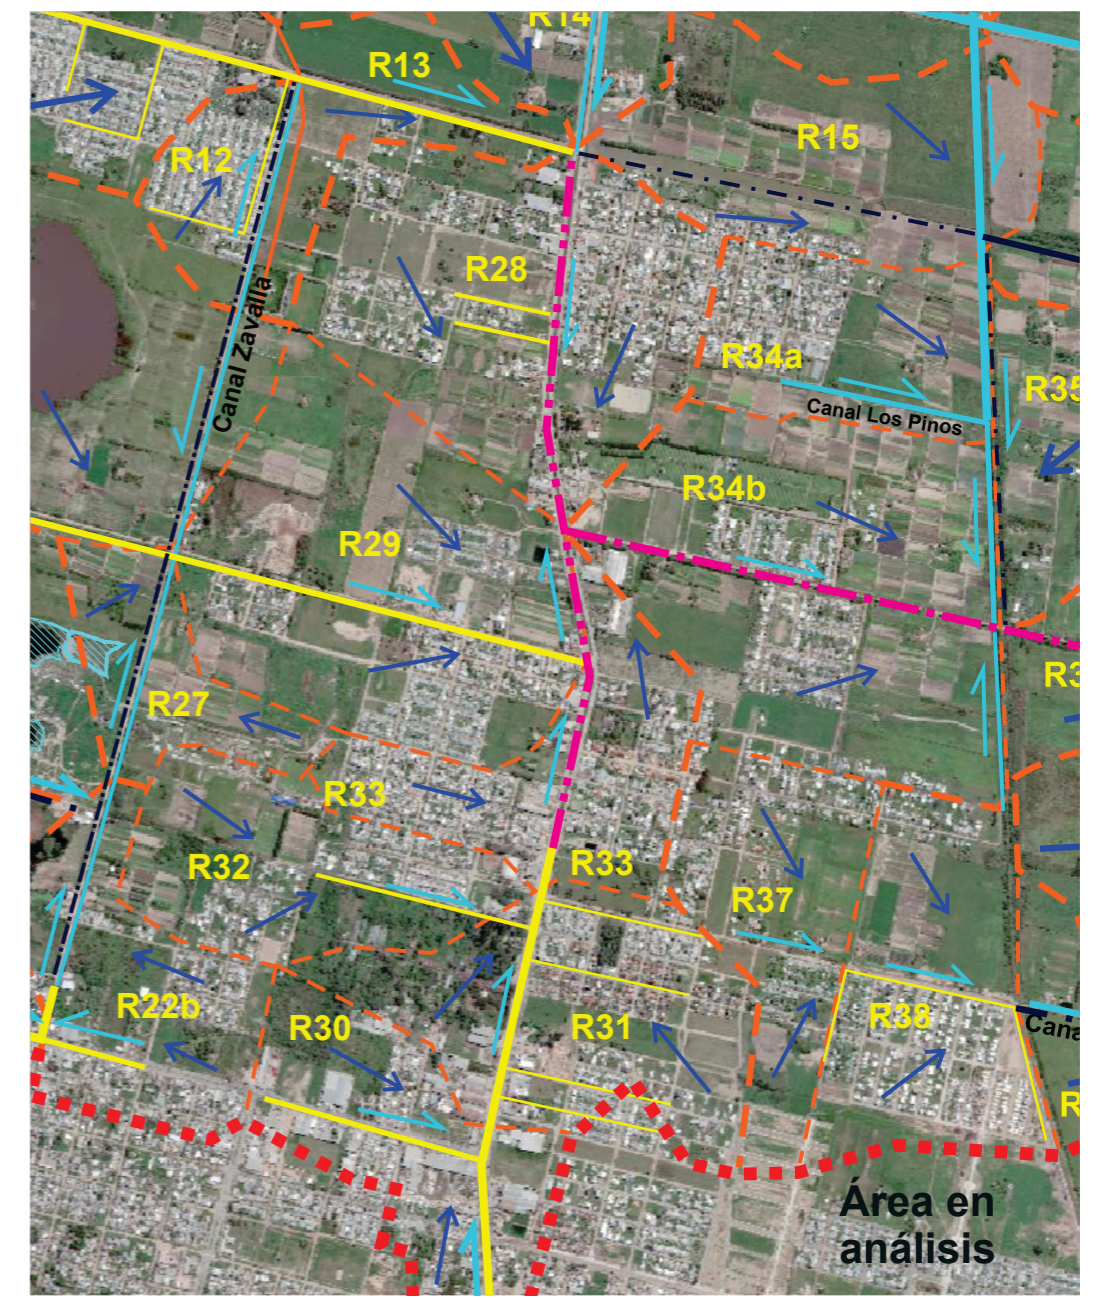 R14
R13
R15
R12
R28
Canal Zavalla
R34a
R35
Canal Los Pinos
R34b
R29
R3
R27
R33
R33
R32
R37
R22b
R30
R31
R38
Cana
R
Área en
análisis